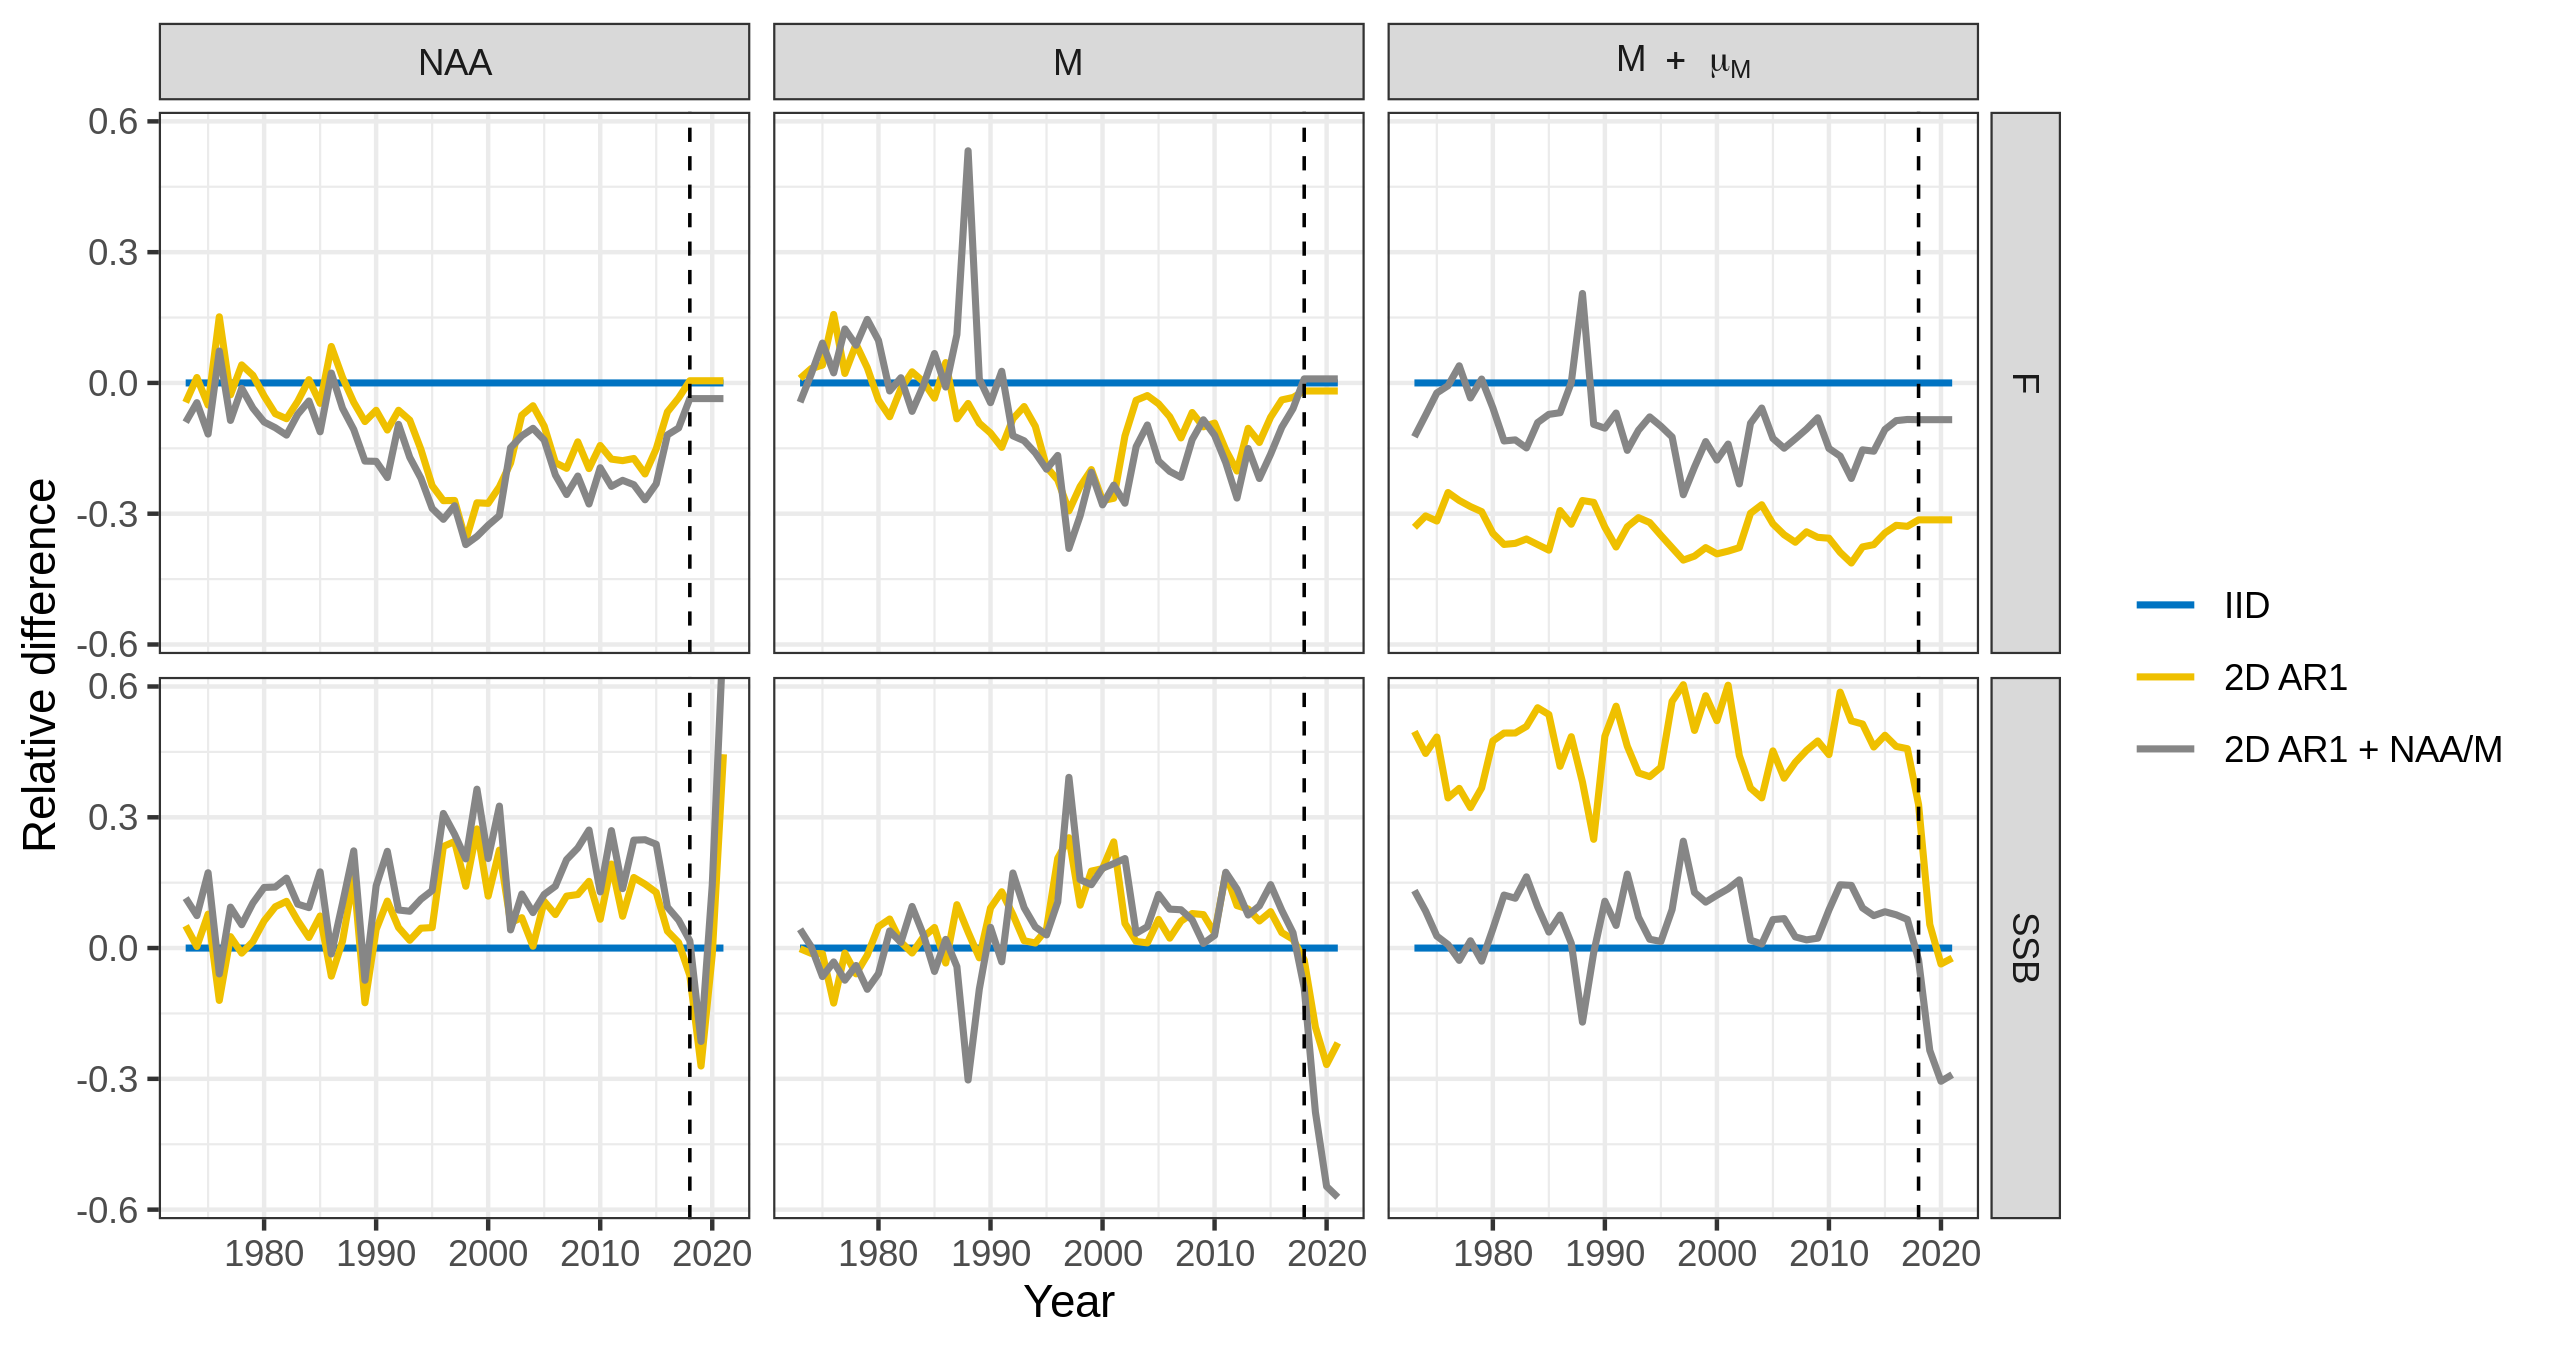 NAA M M + μM
0.6
0.3
0.0
-0.3
-0.6
F
0.6
0.3
0.0
-0.3
-0.6
SSB
Relative difference
1980 1990 2000 2010 2020 1980 1990 2000 2010 2020 1980 1990 2000 2010 2020
Year
IID
2D AR1
2D AR1 + NAA/M